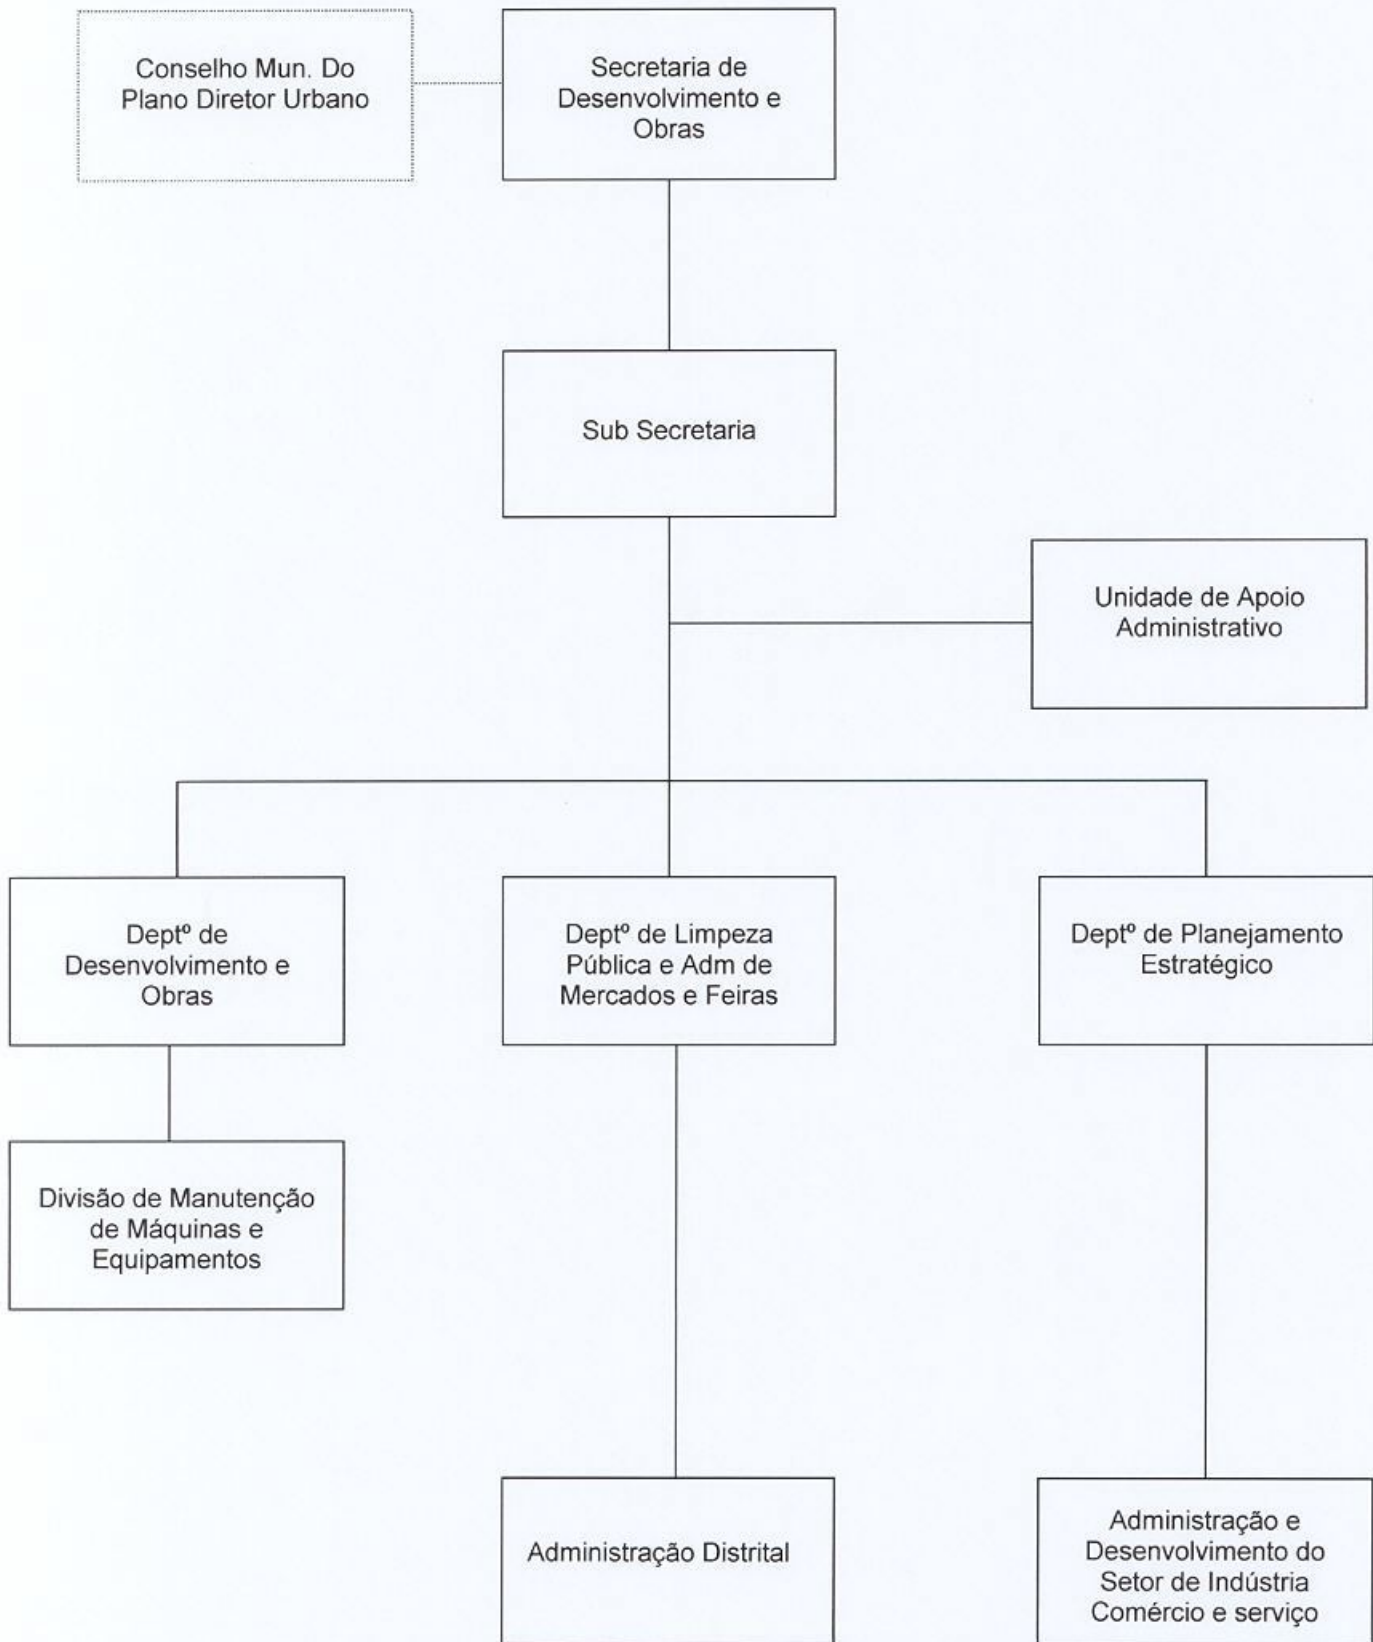 Conselho Mun. Do
Plano Diretor Urbano
Secretaria de
Desenvolvimento e
Obras
Sub Secretaria
Unidade de Apoio
Administrativo
Deptº de
Desenvolvimento e
Obras
Deptº de Limpeza
Pública e Adm de
Mercados e Feiras
Deptº de Planejamento
Estratégico
Divisão de Manutenção
de Máquinas e
Equipamentos
Administração Distrital
Administração e
Desenvolvimento do
Setor de Indústria
Comércio e serviço